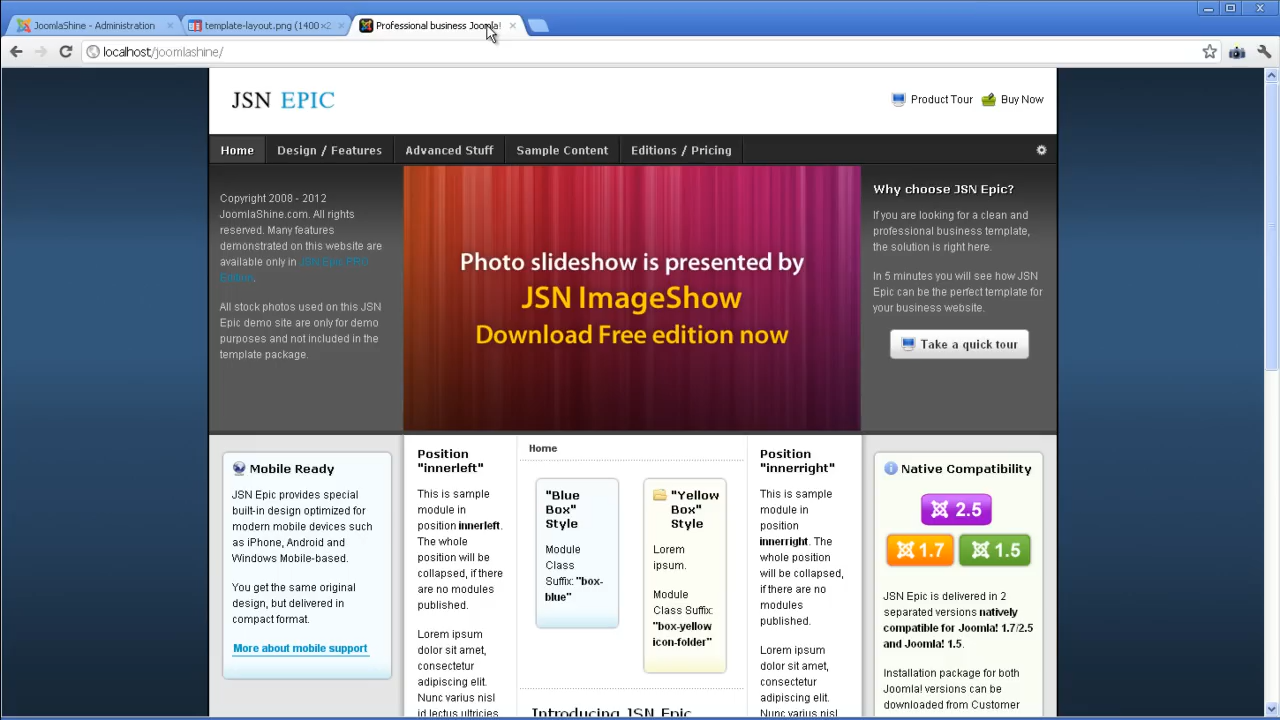 JoomlaShine - Administration
template-layout.png (1400×2
Professional business Joomla!
localhost/joomlashine/
JSN EPIC
Product Tour
Buy Now
Home
Design / Features
Advanced Stuff
Sample Content
Editions / Pricing
Copyright 2008 - 2012
JoomlaShine.com. All rights
reserved. Many features
demonstrated on this website are
available only in JSN Epic PRO
Edition.
All stock photos used on this JSN
Epic demo site are only for demo
purposes and not included in the
template package.
Photo slideshow is presented by
JSN ImageShow
Download Free edition now
Why choose JSN Epic?
If you are looking for a clean and
professional business template,
the solution is right here.
In 5 minutes you will see how JSN
Epic can be the perfect template for
your business website.
Take a quick tour
Mobile Ready
JSN Epic provides special
built-in design optimized for
modern mobile devices such
as iPhone, Android and
Windows Mobile-based.
You get the same original
design, but delivered in
compact format.
More about mobile support
Position
"innerleft"
This is sample
module in
position innerleft.
The whole
position will be
collapsed, if there
are no modules
published.
Lorem ipsum
dolor sit amet,
consectetur
adipiscing elit.
Nunc varius nisl
id lectus ultricies
Home
"Blue
Box"
Style
Module
Class
Suffix: "box-
blue"
"Yellow
Box"
Style
Lorem
ipsum.
Module
Class Suffix:
"box-yellow
icon-folder"
Introducing JSN Epic
Position
"innerright"
This is sample
module in
position
innerright. The
whole position
will be collapsed,
if there are no
modules
published.
Lorem ipsum
dolor sit amet,
consectetur
adipiscing elit.
Nunc varius nisl
Native Compatibility
2.5
1.7
1.5
JSN Epic is delivered in 2
separated versions natively
compatible for Joomla! 1.7/2.5
and Joomla! 1.5.
Installation package for both
Joomla! versions can be
downloaded from Customer